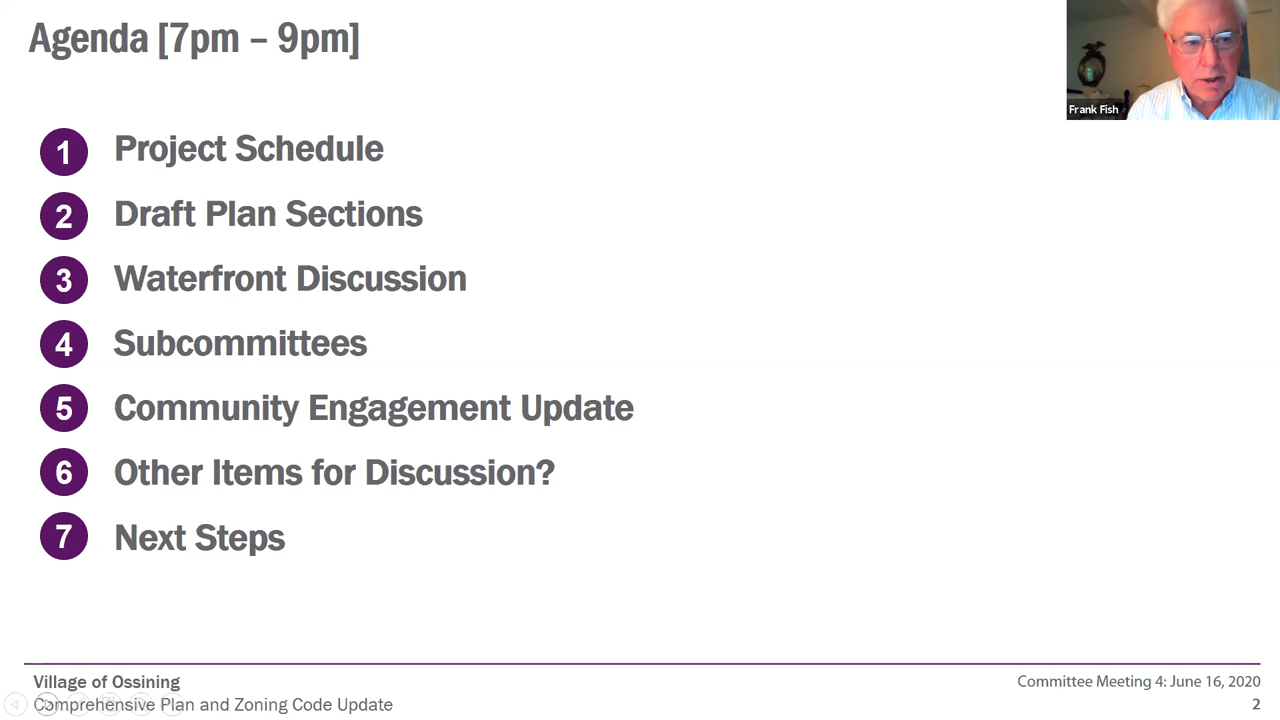 Agenda [7pm – 9pm]
Frank Fish
1 Project Schedule
2 Draft Plan Sections
3 Waterfront Discussion
4 Subcommittees
5 Community Engagement Update
6 Other Items for Discussion?
7 Next Steps
Village of Ossining
Committee Meeting 4: June 16, 2020
Comprehensive Plan and Zoning Code Update
2